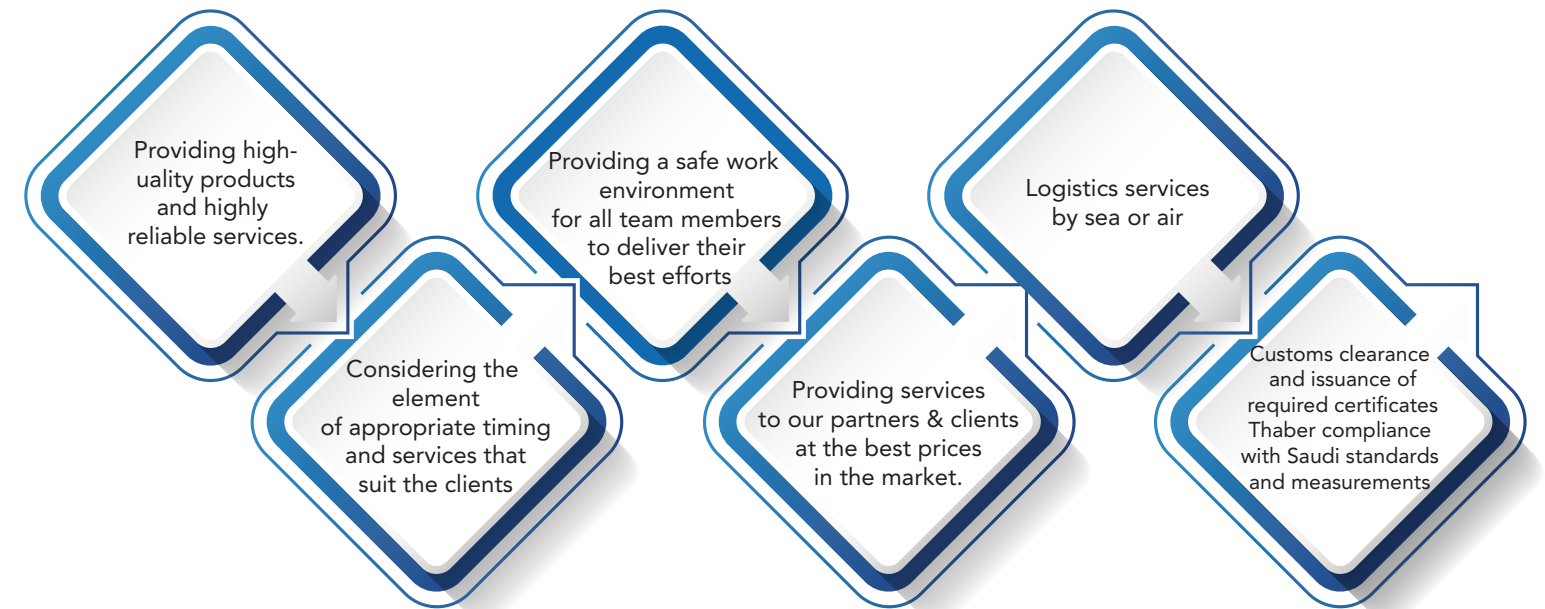 Providing high-
uality products
and highly
reliable services.
Considering the
element
of appropriate timing
and services that
suit the clients
Providing a safe work
environment
for all team members
to deliver their
best efforts
Providing services
to our partners & clients
at the best prices
in the market.
Logistics services
by sea or air
Customs clearance
and issuance of
required certificates
Thaber compliance
with Saudi standards
and measurements